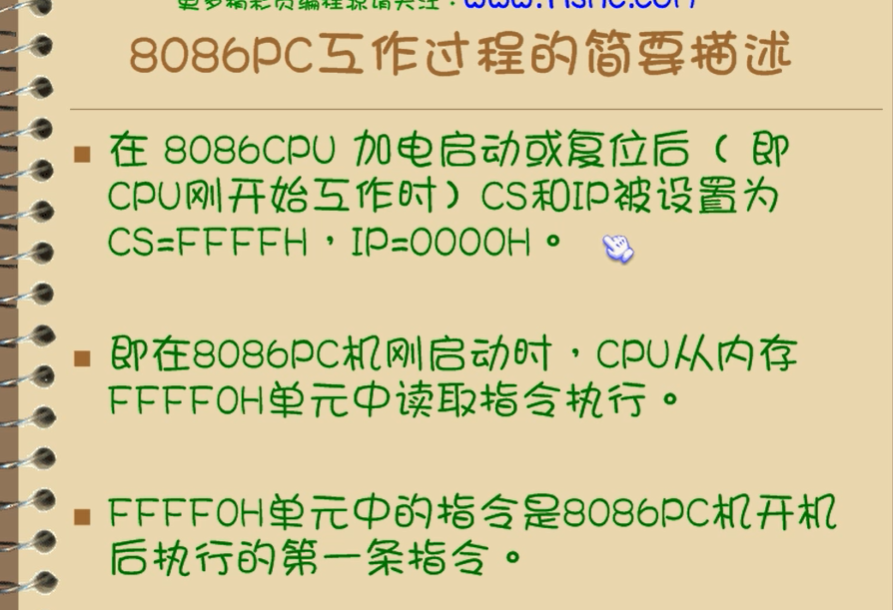 8086PC工作过程的简要描述
在 8086CPU 加电启动或复位后（ 即
CPU刚开始工作时）CS和IP被设置为
CS=FFFFH，IP=0000H。
即在8086PC机刚启动时，CPU从内存
FFFF0H单元中读取指令执行。
FFFF0H单元中的指令是8086PC机开机
后执行的第一条指令。